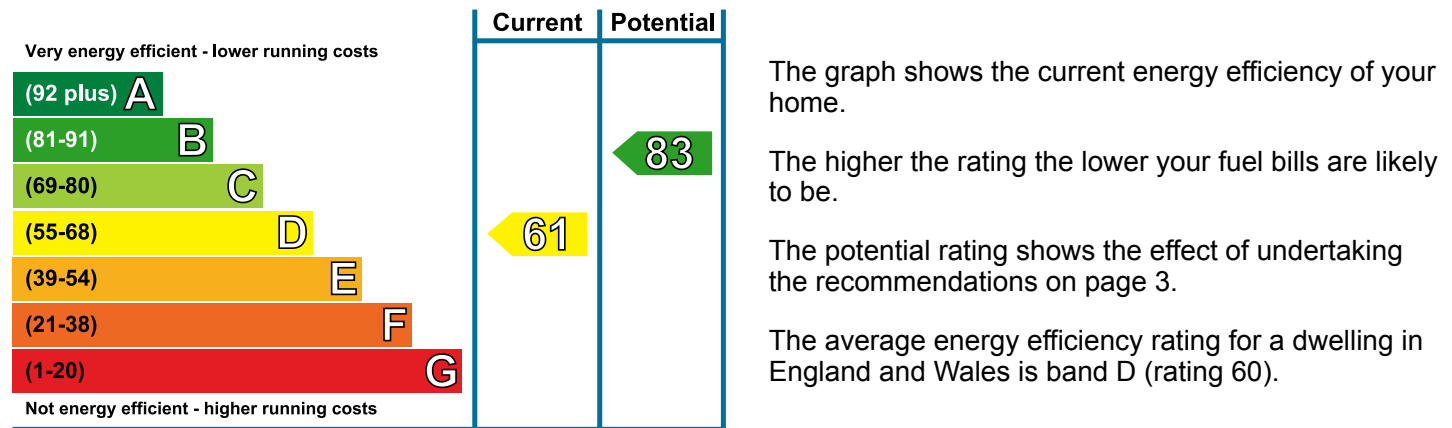 Current Potential
Very energy efficient - lower running costs
(92 plus) A
(81-91) B
(69-80) C
(55-68) D
(39-54) E
(21-38) F
(1-20) G
Not energy efficient - higher running costs
83
61
The graph shows the current energy efficiency of your
home.
The higher the rating the lower your fuel bills are likely
to be.
The potential rating shows the effect of undertaking
the recommendations on page 3.
The average energy efficiency rating for a dwelling in
England and Wales is band D (rating 60).